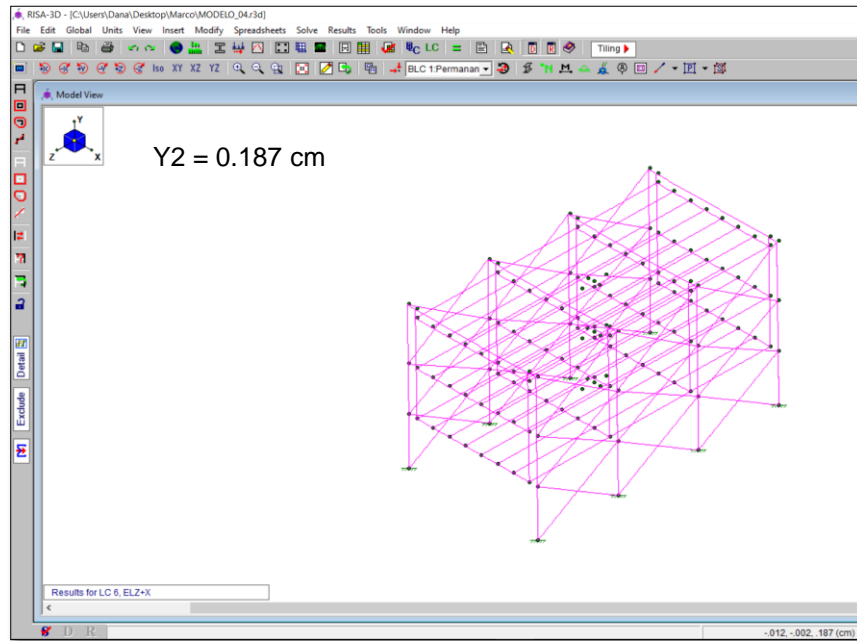 RISA-3D - [C:\Users\Dana\Desktop\Marco\MODELO_04.r3d]
File Edit Global Units View Insert Modify Spreadsheets Solve Results Tools Window Help
LC Tiling
Iso XY XZ YZ BLC 1:Permanan
Model View
Y
Z X
Y2 = 0.187 cm
Detail
Exclude
Results for LC 6, ELZ+X
S D R
-.012, -.002, .187 (cm)